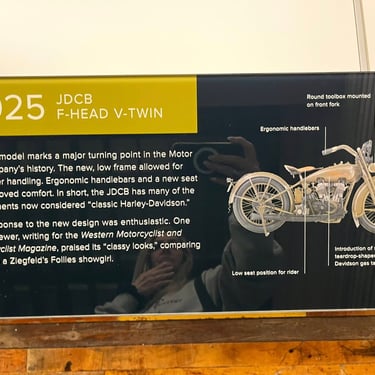 025 JDCB
F-HEAD V-TWIN
model marks a major turning point in the Motor
pany's history. The new, low frame allowed for
er handling. Ergonomic handlebars and a new seat
oved comfort. In short, the JDCB has many of the
ents now considered “classic Harley-Davidson.”
ponse to the new design was enthusiastic. One
ewer, writing for the Western Motorcyclist and
clist Magazine, praised its “classy looks,” comparing
a Ziegfeld's Follies showgirl.
Round toolbox mounted
on front fork
Ergonomic handlebars
Low seat position for rider
Introduction of
teardrop-shape
Davidson gas ta